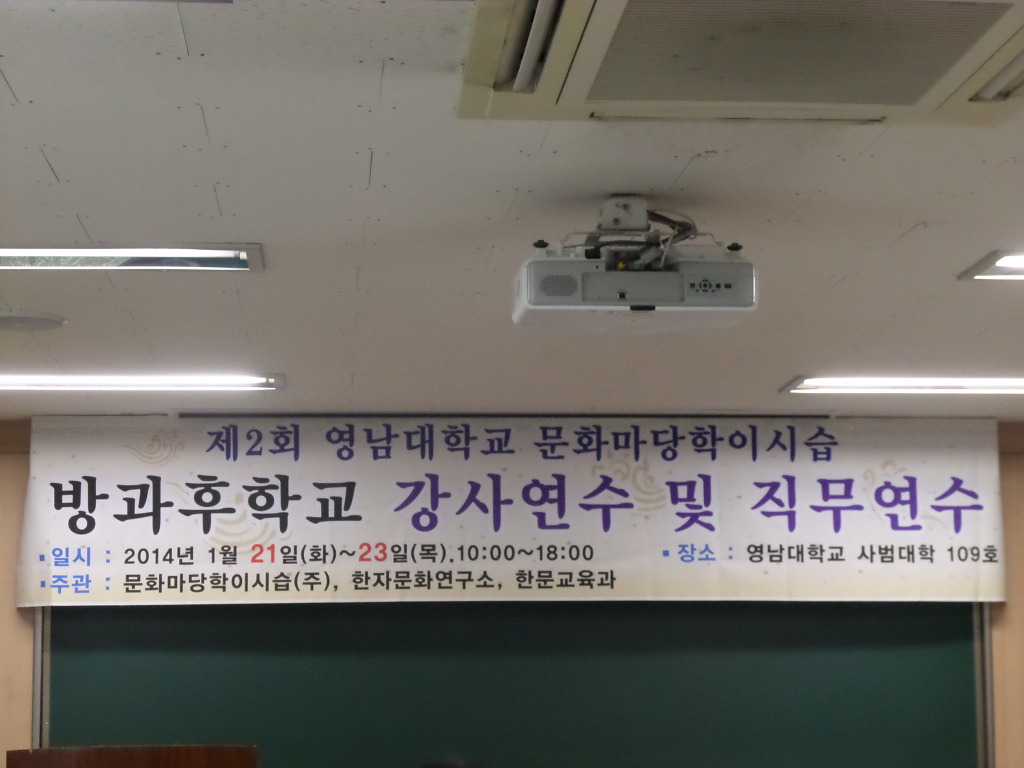 제2회 영남대학교 문화마당학이시습
방과후학교 강사연수 및 직무연수
▪일시 : 2014년 1월 21일(화)~23일(목).10:00~18:00 ▪장소 : 영남대학교 사범대학 109호
▪주관 : 문화마당학이시습(주), 한자문화연구소, 한문교육과